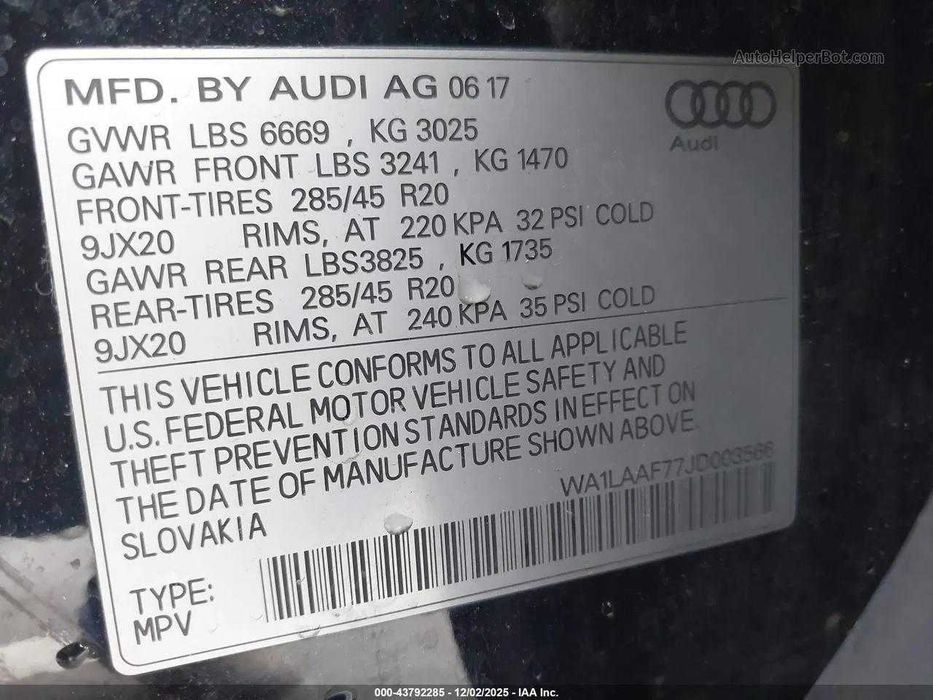 AutoHelperBot.com
MFD. BY AUDI AG 06 17
Audi
GVWR LBS 6669 , KG 3025
GAWR FRONT LBS 3241 , KG 1470
FRONT-TIRES 285/45 R20
9JX20 RIMS, AT 220 KPA 32 PSI COLD
GAWR REAR LBS3825 , KG 1735
REAR-TIRES 285/45 R20
9JX20 RIMS, AT 240 KPA 35 PSI COLD
THIS VEHICLE CONFORMS TO ALL APPLICABLE
U.S. FEDERAL MOTOR VEHICLE SAFETY AND
THEFT PREVENTION STANDARDS IN EFFECT ON
THE DATE OF MANUFACTURE SHOWN ABOVE.
SLOVAKIA
WA1LAAF77JD003566
TYPE:
MPV
000-43792285 - 12/02/2025 - IAA Inc.